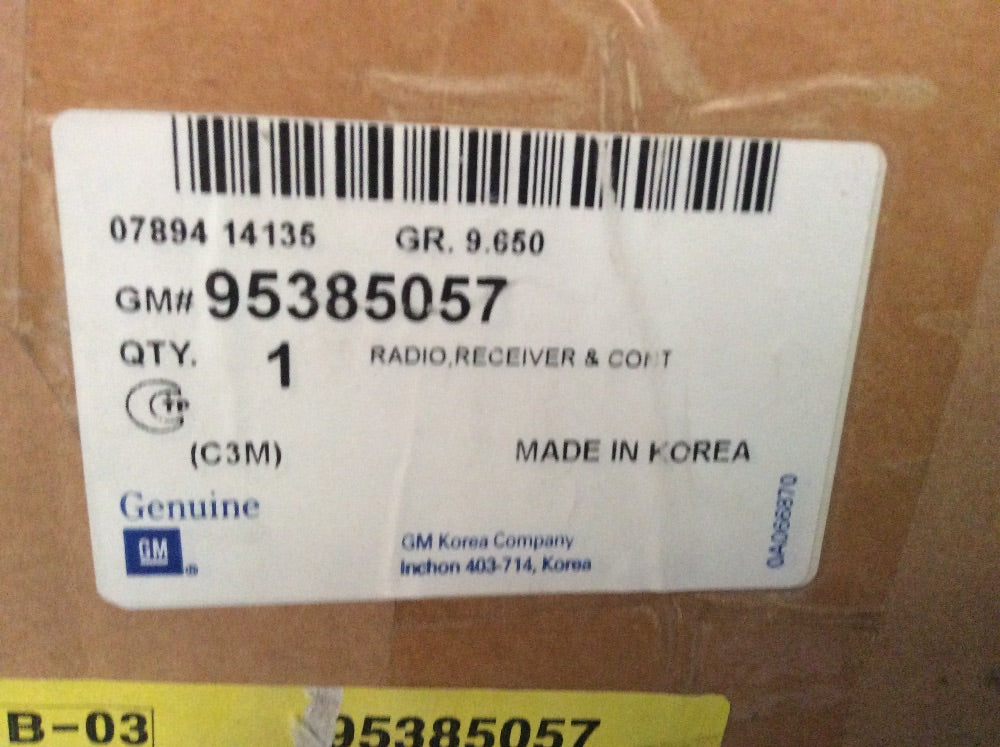 07894 14135 GR. 9.650
GM# 95385057
QTY. 1 RADIO,RECEIVER & CONT
(C3M) MADE IN KOREA
Genuine
GM
GM Korea Company
Inchon 403-714, Korea
0A066870
B-03 95385057